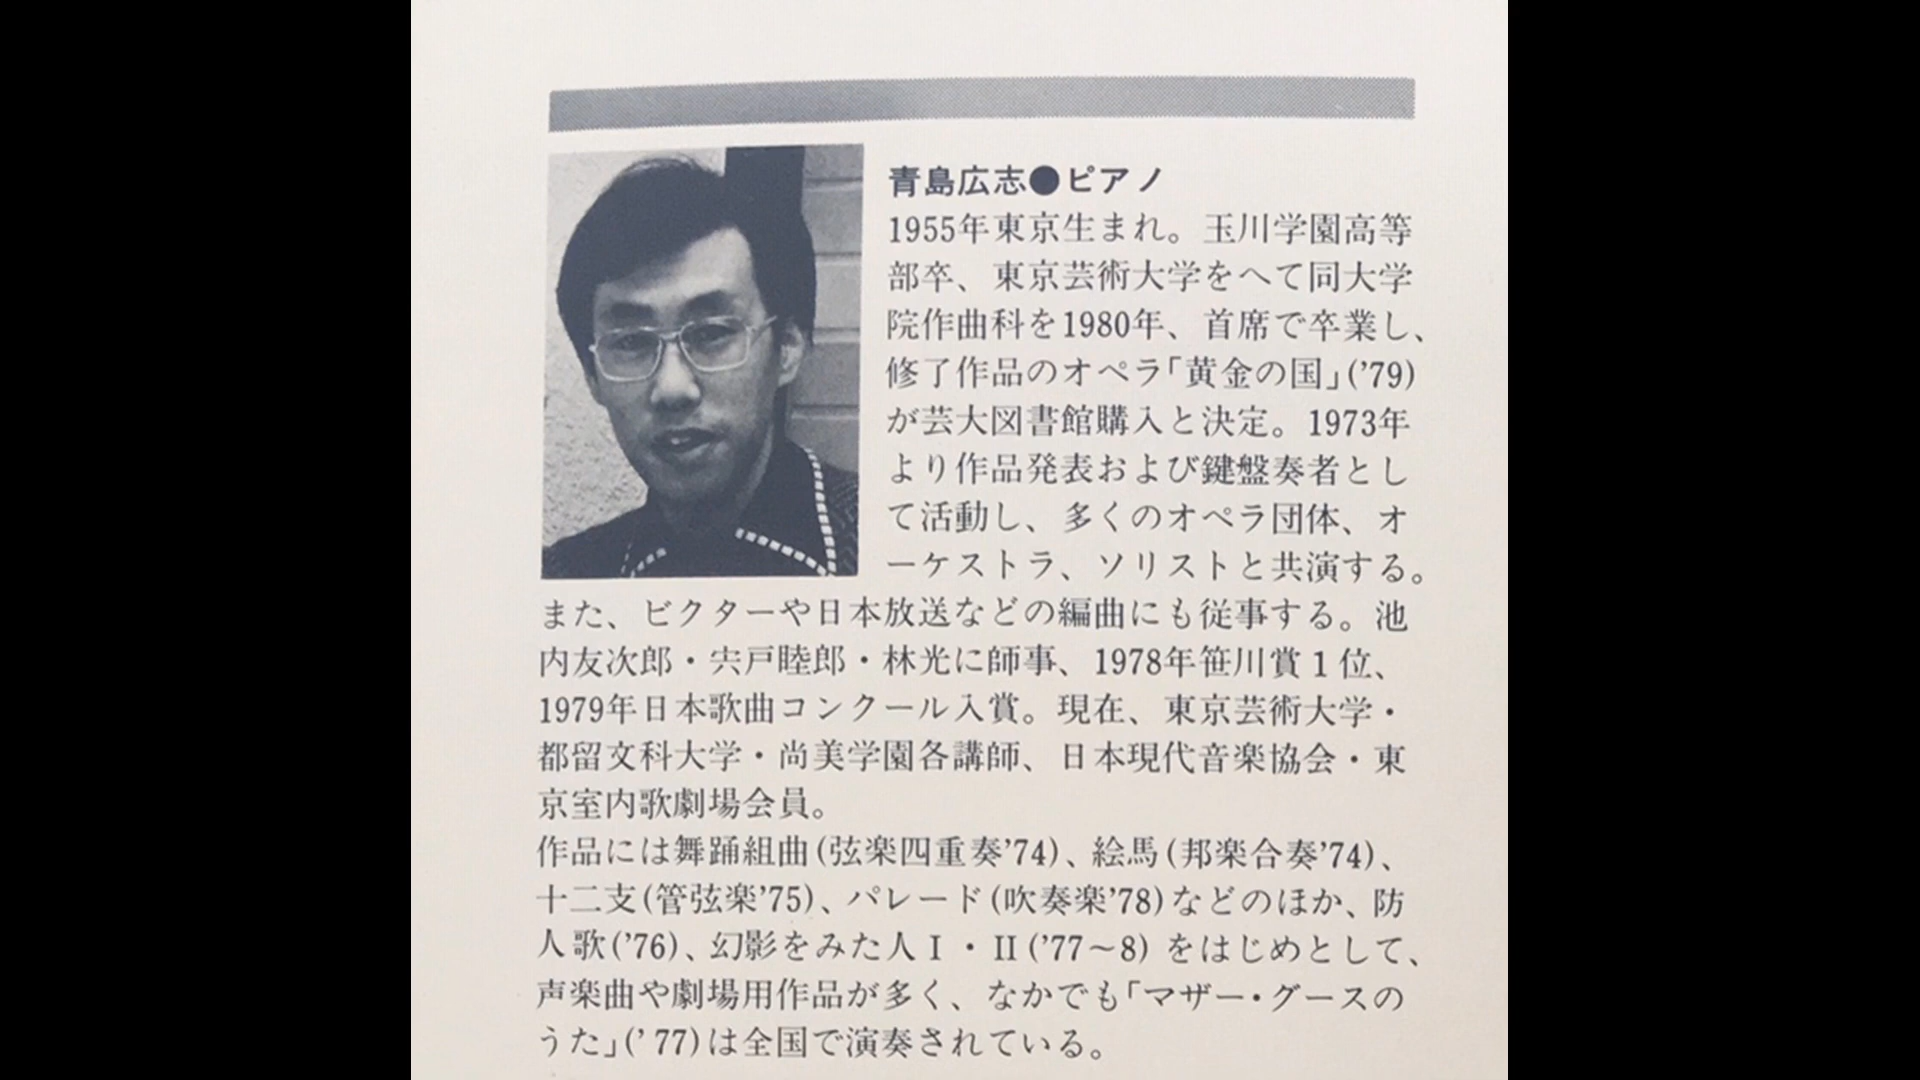 青島広志●ピアノ
1955年東京生まれ。玉川学園高等
部卒、東京芸術大学をへて同大学
院作曲科を1980年、首席で卒業し、
修了作品のオペラ「黄金の国」('79)
が芸大図書館購入と決定。1973年
より作品発表および鍵盤奏者とし
て活動し、多くのオペラ団体、オ
ーケストラ、ソリストと共演する。
また、ビクターや日本放送などの編曲にも従事する。池
内友次郎・宍戸睦郎・林光に師事、1978年笹川賞1位、
1979年日本歌曲コンクール入賞。現在、東京芸術大学・
都留文科大学・尚美学園各講師、日本現代音楽協会・東
京室内歌劇場会員。
作品には舞踊組曲(弦楽四重奏'74)、絵馬(邦楽合奏'74)、
十二支(管弦楽'75)、パレード(吹奏楽'78)などのほか、防
人歌('76)、幻影をみた人Ⅰ・Ⅱ('77〜8)をはじめとして、
声楽曲や劇場用作品が多く、なかでも「マザー・グースの
うた」('77)は全国で演奏されている。